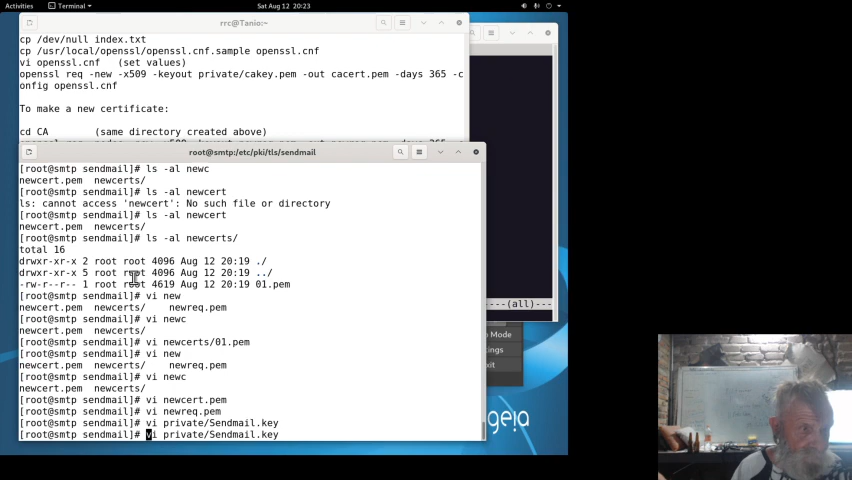 Activities
Terminal
Sat Aug 12 20:23
rrc@Tanio:~
cp /dev/null index.txt
cp /usr/local/openssl/openssl.cnf.sample openssl.cnf
vi openssl.cnf   (set values)
openssl req -new -x509 -keyout private/cakey.pem -out cacert.pem -days 365 -c
onfig openssl.cnf
To make a new certificate:
cd CA       (same directory created above)
root@smtp:/etc/pki/tls/sendmail
[root@smtp sendmail]# ls -al newc
newcert.pem  newcerts/
[root@smtp sendmail]# ls -al newcert
ls: cannot access 'newcert': No such file or directory
[root@smtp sendmail]# ls -al newcert
newcert.pem  newcerts/
[root@smtp sendmail]# ls -al newcerts/
total 16
drwxr-xr-x 2 root root 4096 Aug 12 20:19 ./
drwxr-xr-x 5 root root 4096 Aug 12 20:19 ../
-rw-r--r-- 1 root root 4619 Aug 12 20:19 01.pem
[root@smtp sendmail]# vi new
newcert.pem  newcerts/    newreq.pem
[root@smtp sendmail]# vi newc
newcert.pem  newcerts/
[root@smtp sendmail]# vi newcerts/01.pem
[root@smtp sendmail]# vi new
newcert.pem  newcerts/    newreq.pem
[root@smtp sendmail]# vi newc
newcert.pem  newcerts/
[root@smtp sendmail]# vi newcert.pem
[root@smtp sendmail]# vi newreq.pem
[root@smtp sendmail]# vi private/Sendmail.key
[root@smtp sendmail]# vi private/Sendmail.key
---(all)---
Mode
geia